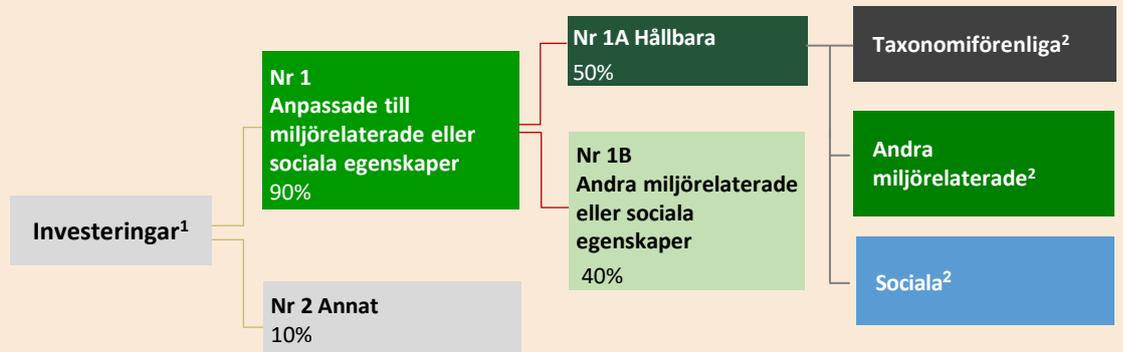 Investeringar¹
Nr 1
Anpassade till
miljörelaterade eller
sociala egenskaper
90%
Nr 2 Annat
10%
Nr 1A Hållbara
50%
Nr 1B
Andra miljörelaterade
eller sociala
egenskaper
40%
Taxonomiförenliga²
Andra
miljörelaterade²
Sociala²